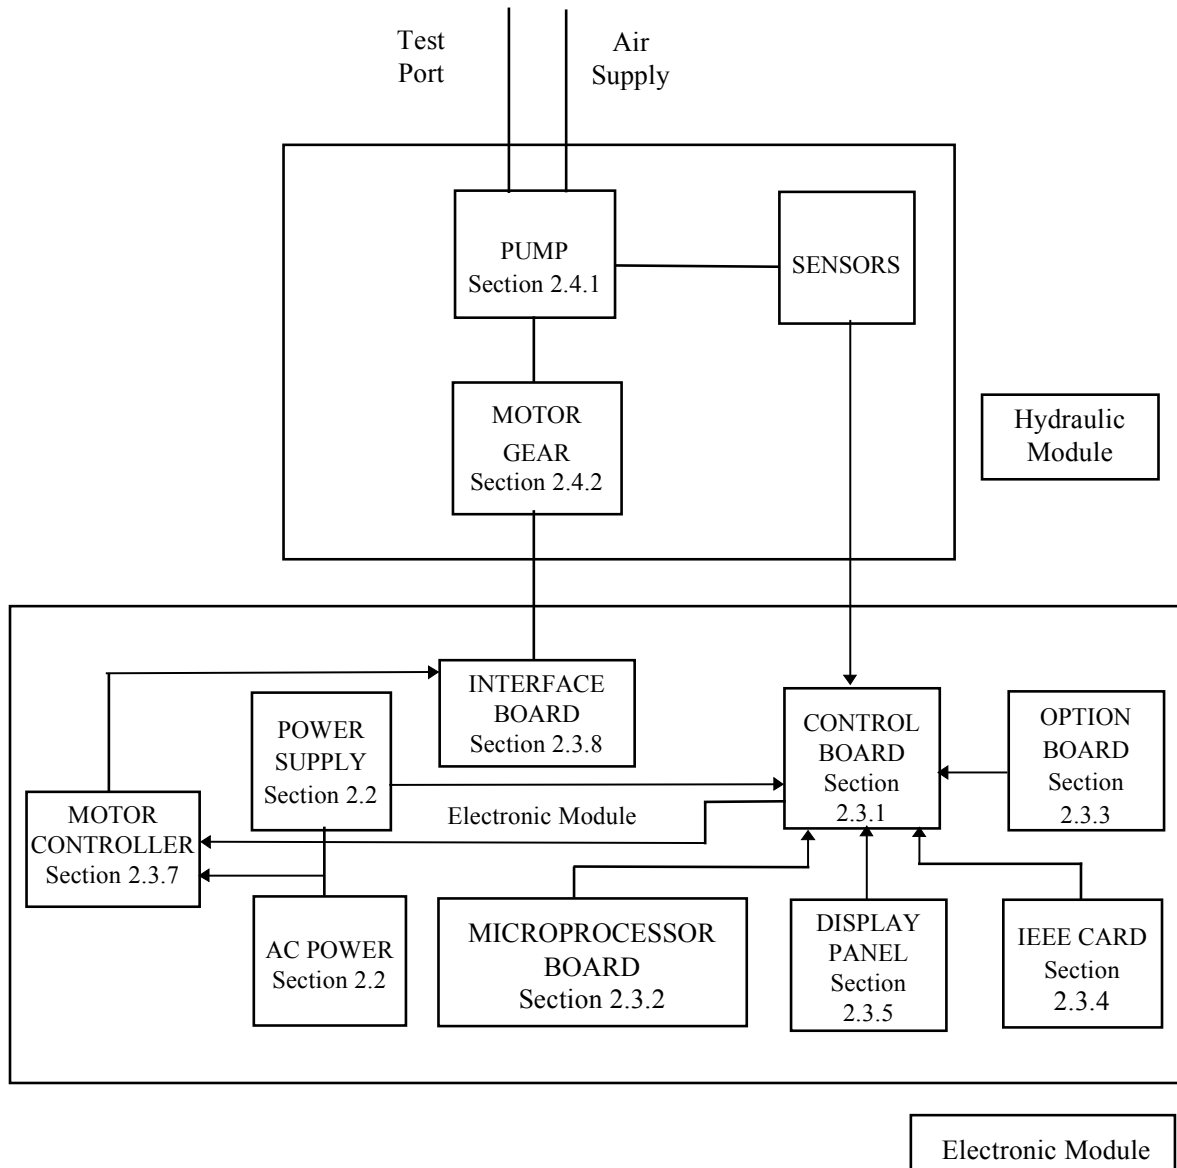 Test
Port
Air
Supply
PUMP
Section 2.4.1
SENSORS
MOTOR
GEAR
Section 2.4.2
Hydraulic
Module
INTERFACE
BOARD
Section 2.3.8
POWER
SUPPLY
Section 2.2
CONTROL
BOARD
Section
2.3.1
OPTION
BOARD
Section
2.3.3
MOTOR
CONTROLLER
Section 2.3.7
Electronic Module
AC POWER
Section 2.2
MICROPROCESSOR
BOARD
Section 2.3.2
DISPLAY
PANEL
Section
2.3.5
IEEE CARD
Section
2.3.4
Electronic Module